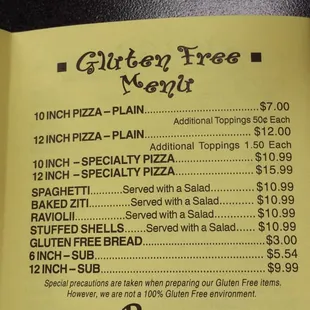 Gluten Free
Menu
10 INCH PIZZA – PLAIN..............................$7.00
Additional Toppings 50¢ Each
12 INCH PIZZA – PLAIN............................$12.00
Additional Toppings 1.50 Each
10 INCH – SPECIALTY PIZZA....................$10.99
12 INCH – SPECIALTY PIZZA....................$15.99
SPAGHETTI..........Served with a Salad..........$10.99
BAKED ZITI..........Served with a Salad..........$10.99
RAVIOLII..........Served with a Salad..........$10.99
STUFFED SHELLS....Served with a Salad.......$10.99
GLUTEN FREE BREAD..............................$3.00
6 INCH – SUB..............................$5.54
12 INCH – SUB..............................$9.99
Special precautions are taken when preparing our Gluten Free items.
However, we are not a 100% Gluten Free environment.